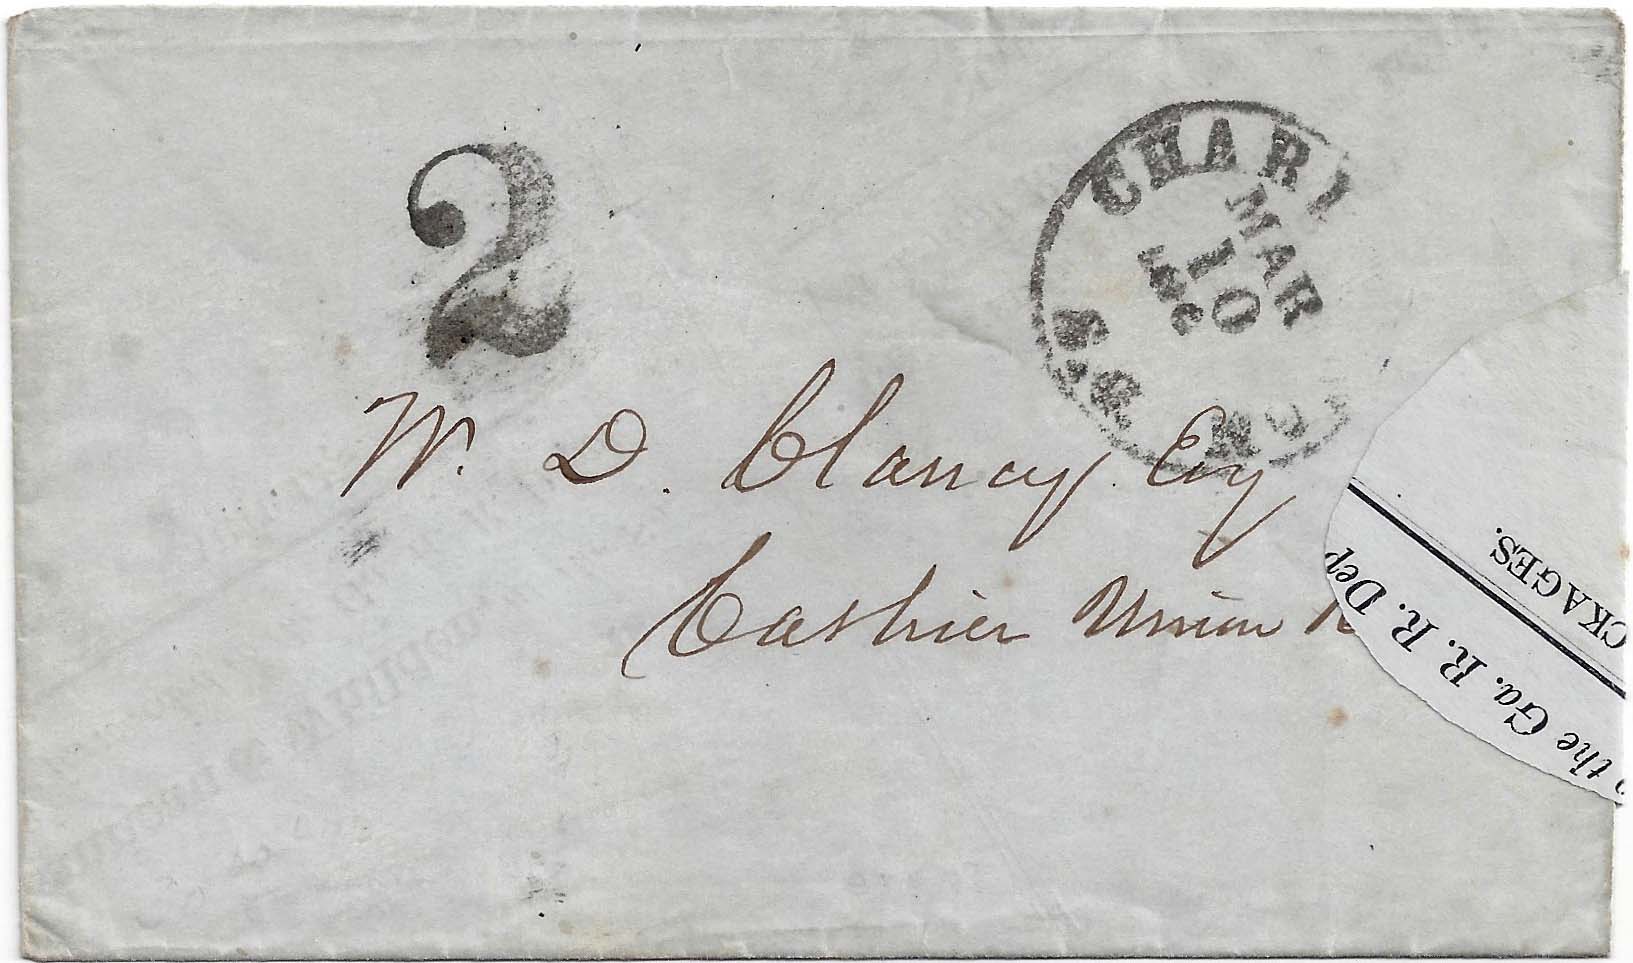 2
CHARL
S.C.
MAR
10
W. D. Clancy Esq
Cashier Union
the Ga. R. R. Dep
CKAGES.